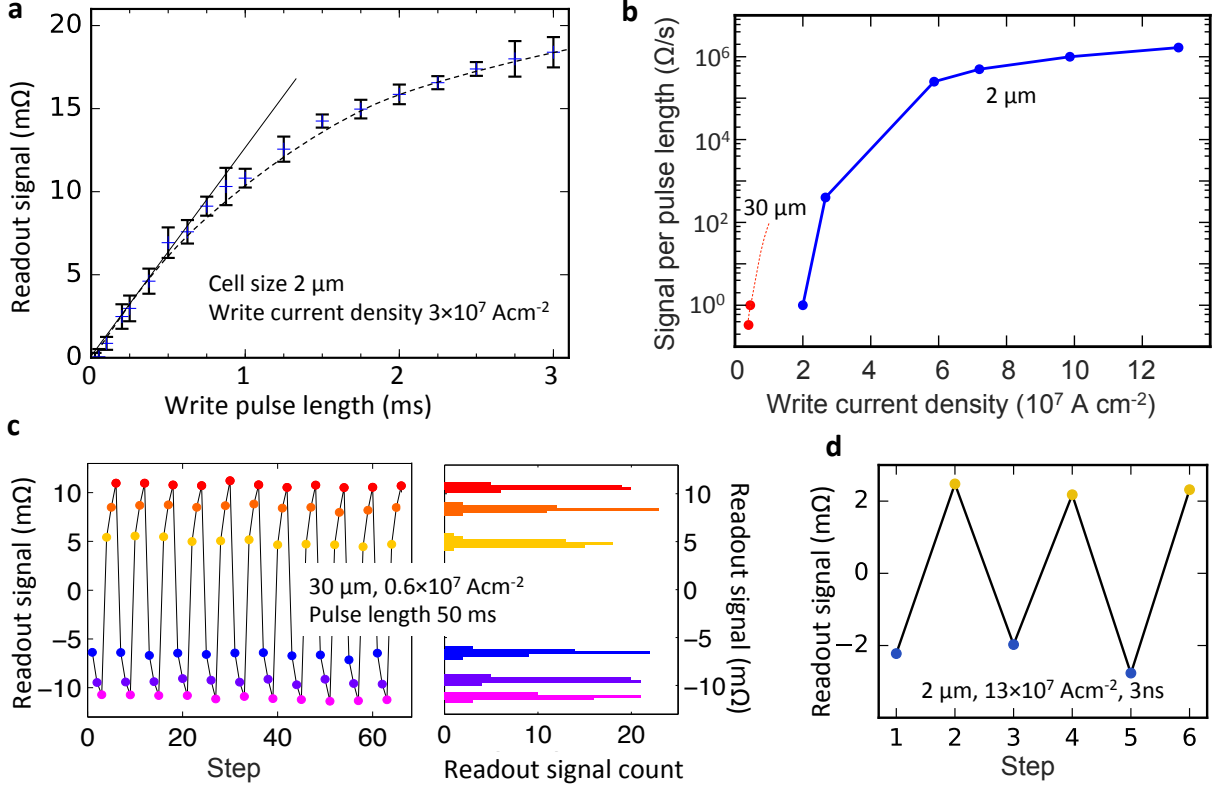 a
Readout signal (mΩ)
20
15
10
5
0
0
1
2
3
Write pulse length (ms)
Cell size 2 µm
Write current density 3×10⁷ Acm⁻²
b
Signal per pulse length (Ω/s)
10⁶
10⁴
10²
10⁰
0
2
4
6
8
10
12
Write current density (10⁷ A cm⁻²)
30 µm
2 µm
c
Readout signal (mΩ)
10
5
0
−5
−10
0
20
40
60
Step
30 µm, 0.6×10⁷ Acm⁻²
Pulse length 50 ms
0
10
20
Readout signal count
10
5
0
−5
−10
Readout signal (mΩ)
d
Readout signal (mΩ)
2
0
−2
1
2
3
4
5
6
Step
2 µm, 13×10⁷ Acm⁻², 3ns